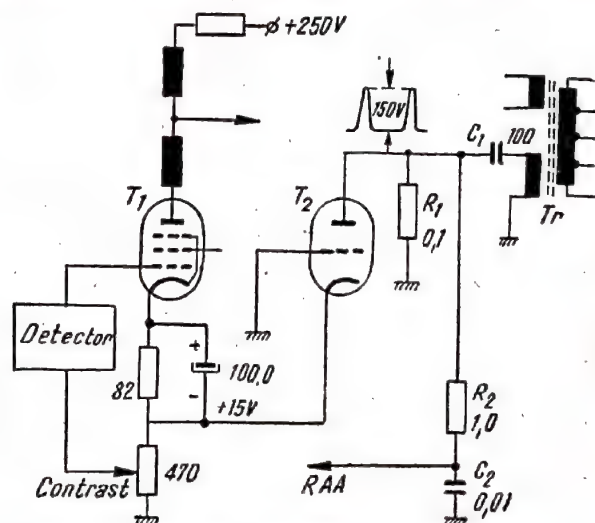 +250V
150V
C₁
100
T₁
T₂
R₁
0,1
Tr
Detector
+
100,0
-
82
+15V
R₂
1,0
470
Contrast
RAA
C₂
0,01